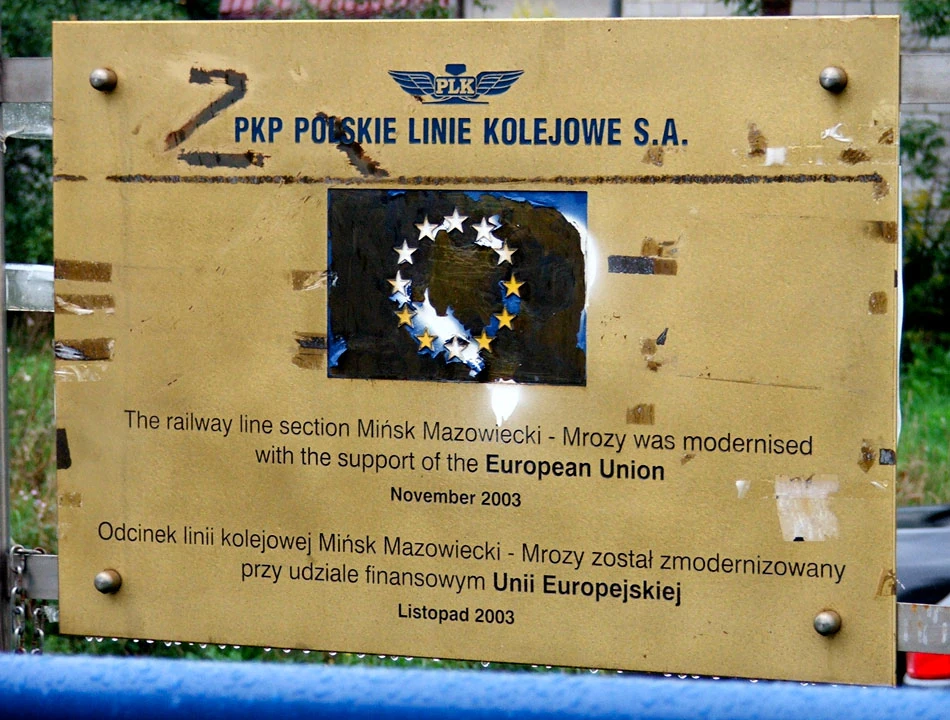 PLK
PKP POLSKIE LINIE KOLEJOWE S.A.
The railway line section Mińsk Mazowiecki - Mrozy was modernised
with the support of the European Union
November 2003
Odcinek linii kolejowej Mińsk Mazowiecki - Mrozy został zmodernizowany
przy udziale finansowym Unii Europejskiej
Listopad 2003